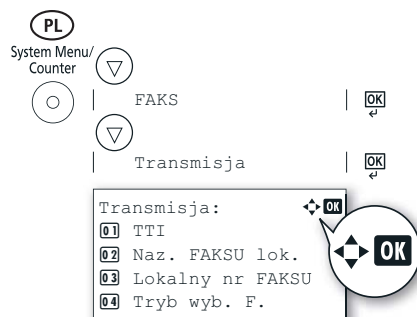 PL
System Menu/
Counter
FAKS OK
Transmisja OK
Transmisja: OK
01 TTI
02 Naz. FAKSU lok.
03 Lokalny nr FAKSU
04 Tryb wyb. F.
OK